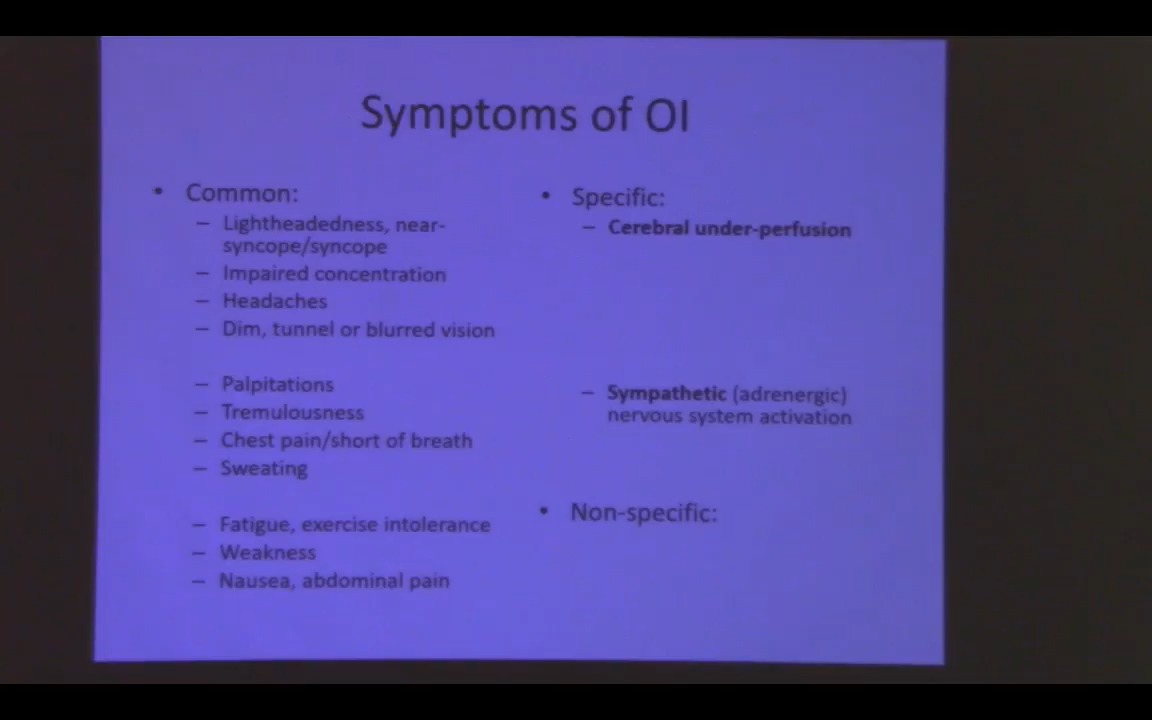 Symptoms of OI
• Common:
– Lightheadedness, near-
syncope/syncope
– Impaired concentration
– Headaches
– Dim, tunnel or blurred vision
– Palpitations
– Tremulousness
– Chest pain/short of breath
– Sweating
– Fatigue, exercise intolerance
– Weakness
– Nausea, abdominal pain
• Specific:
– Cerebral under-perfusion
– Sympathetic (adrenergic)
nervous system activation
• Non-specific: